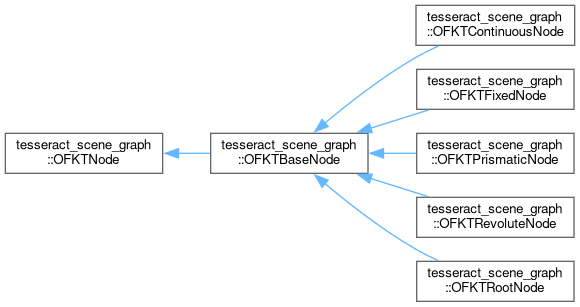 tesseract_scene_graph
::OFKTNode
tesseract_scene_graph
::OFKTBaseNode
tesseract_scene_graph
::OFKTContinuousNode
tesseract_scene_graph
::OFKTFixedNode
tesseract_scene_graph
::OFKTPrismaticNode
tesseract_scene_graph
::OFKTRevoluteNode
tesseract_scene_graph
::OFKTRootNode